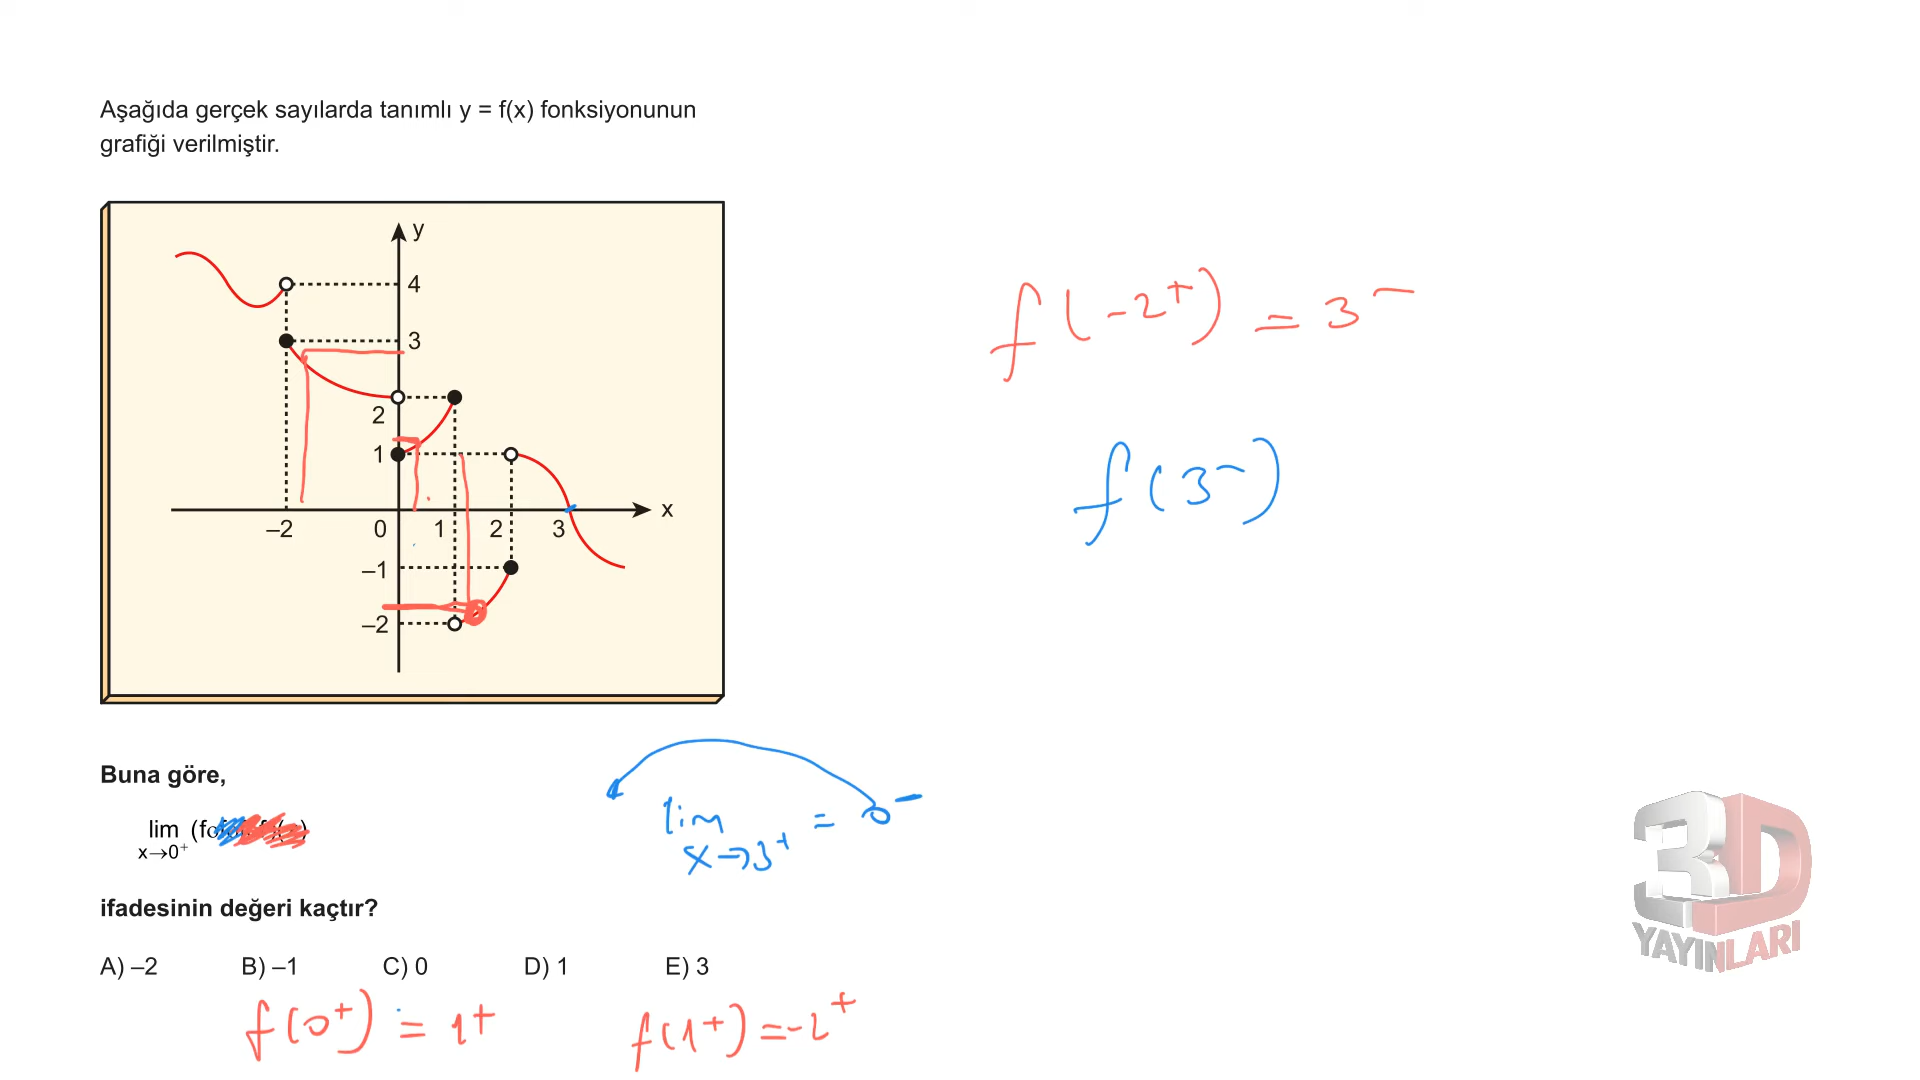 Aşağıda gerçek sayılarda tanımlı y = f(x) fonksiyonunun
grafiği verilmiştir.
y
4
3
2
1
x
–2 0 1 2 3
–1
–2
f(-2⁺) = 3⁻
f(3⁻)
Buna göre,
lim (fo
x→0⁺
lim = 0⁻
x→3⁺
ifadesinin değeri kaçtır?
A) –2 B) –1 C) 0 D) 1 E) 3
f(0⁺) = 1⁺ f(1⁺) = -2⁺
3D
YAYINLARI